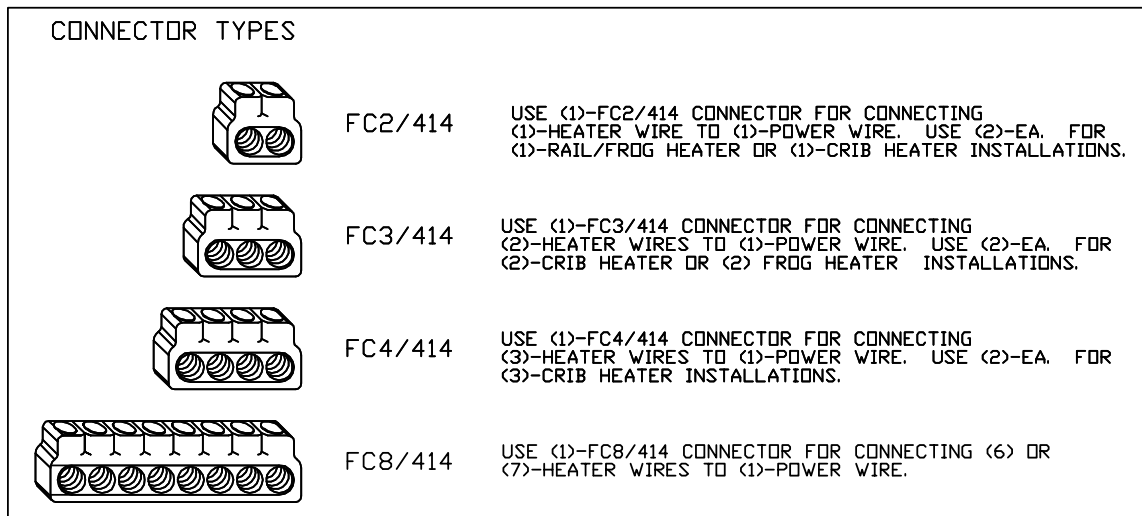 CONNECTOR TYPES
FC2/414
USE (1)-FC2/414 CONNECTOR FOR CONNECTING
(1)-HEATER WIRE TO (1)-POWER WIRE. USE (2)-EA. FOR
(1)-RAIL/FROG HEATER OR (1)-CRIB HEATER INSTALLATIONS.
FC3/414
USE (1)-FC3/414 CONNECTOR FOR CONNECTING
(2)-HEATER WIRES TO (1)-POWER WIRE. USE (2)-EA. FOR
(2)-CRIB HEATER OR (2) FROG HEATER INSTALLATIONS.
FC4/414
USE (1)-FC4/414 CONNECTOR FOR CONNECTING
(3)-HEATER WIRES TO (1)-POWER WIRE. USE (2)-EA. FOR
(3)-CRIB HEATER INSTALLATIONS.
FC8/414
USE (1)-FC8/414 CONNECTOR FOR CONNECTING (6) OR
(7)-HEATER WIRES TO (1)-POWER WIRE.